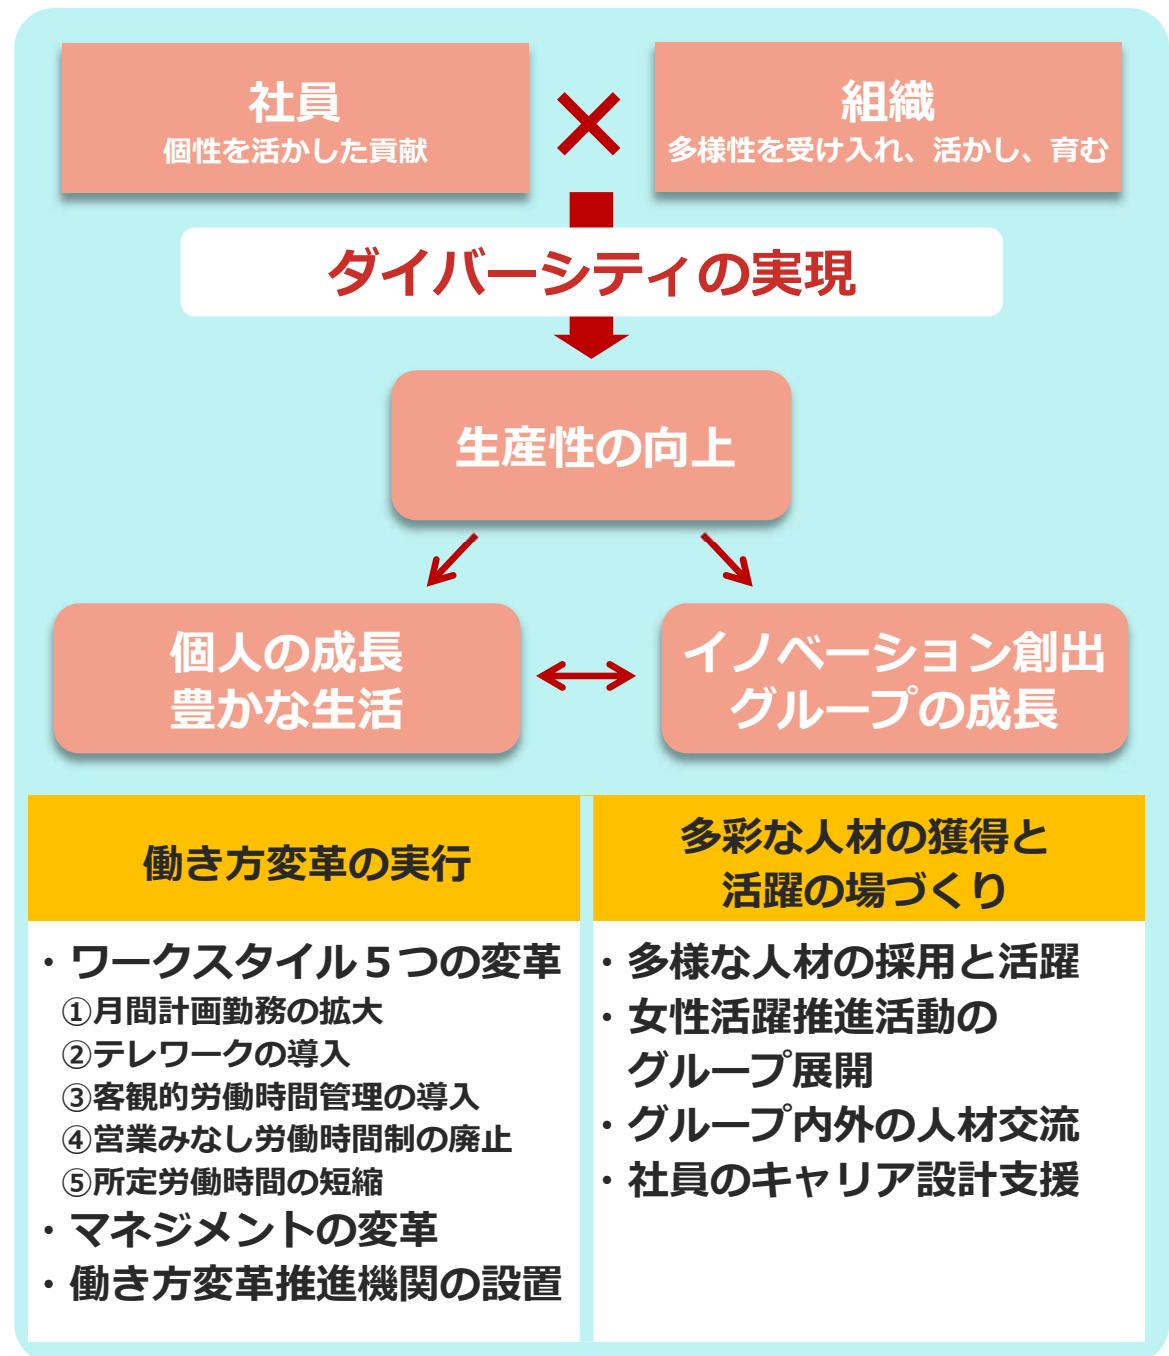 社員
個性を活かした貢献
組織
多様性を受け入れ、活かし、育む
ダイバーシティの実現
生産性の向上
個人の成長
豊かな生活
イノベーション創出
グループの成長
働き方変革の実行
・ワークスタイル５つの変革
①月間計画勤務の拡大
②テレワークの導入
③客観的労働時間管理の導入
④営業みなし労働時間制の廃止
⑤所定労働時間の短縮
・マネジメントの変革
・働き方変革推進機関の設置
多彩な人材の獲得と
活躍の場づくり
・多様な人材の採用と活躍
・女性活躍推進活動の
グループ展開
・グループ内外の人材交流
・社員のキャリア設計支援